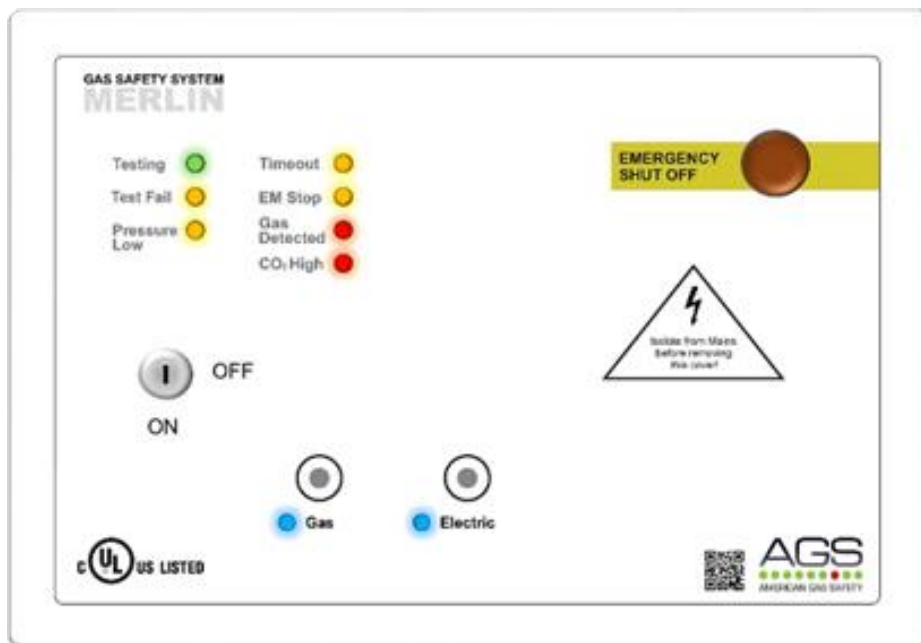 GAS SAFETY SYSTEM
MERLIN
Testing
Timeout
Test Fail
EM Stop
Pressure
Low
Gas
Detected
CO₂ High
EMERGENCY
SHUT OFF
Isolate from Mains
before removing
this cover!
OFF
ON
Gas
Electric
C UL US LISTED
AGS
AMERICAN GAS SAFETY